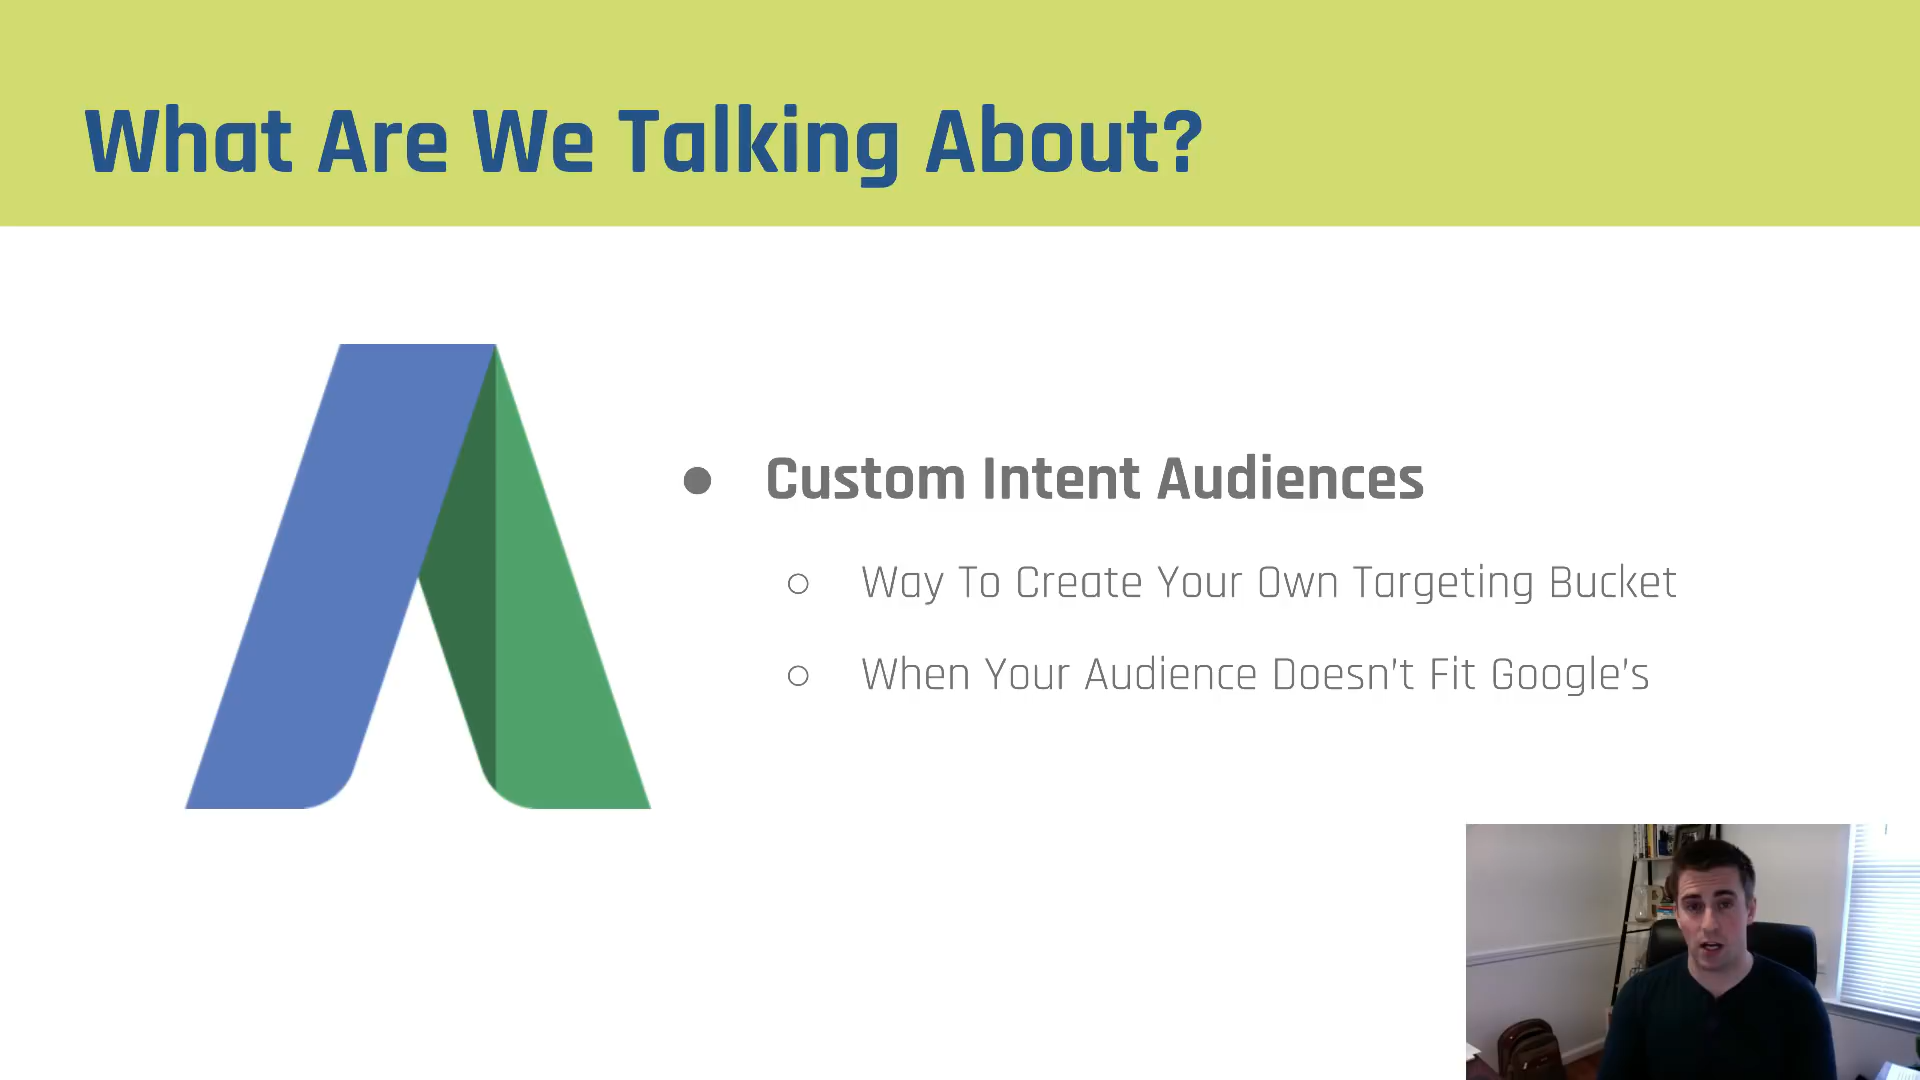 What Are We Talking About?
● Custom Intent Audiences
○ Way To Create Your Own Targeting Bucket
○ When Your Audience Doesn't Fit Google's